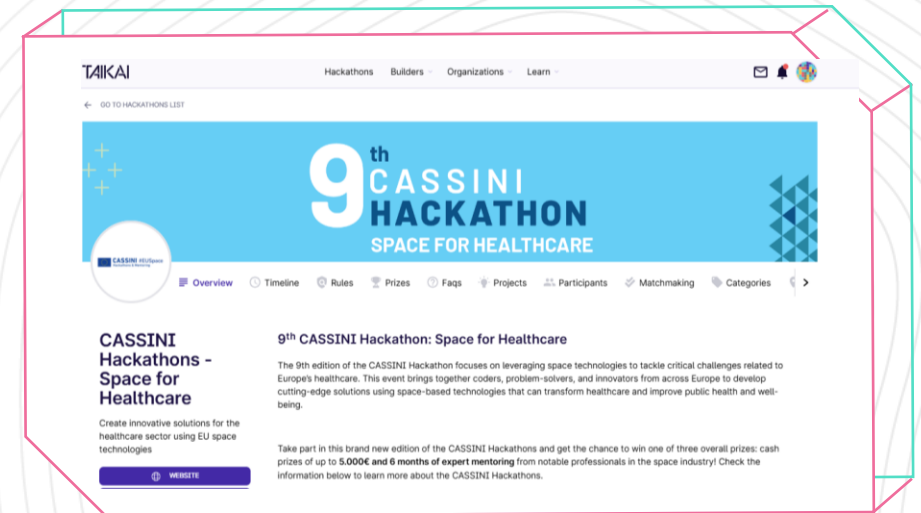 TAIKAI
Hackathons Builders Organizations Learn
← GO TO HACKATHONS LIST
9th
CASSINI
HACKATHON
SPACE FOR HEALTHCARE
CASSINI #EUSpace
Overview Timeline Rules Prizes Faqs Projects Participants Matchmaking Categories
CASSINI
Hackathons -
Space for
Healthcare
Create innovative solutions for the
healthcare sector using EU space
technologies
WEBSITE
9th CASSINI Hackathon: Space for Healthcare
The 9th edition of the CASSINI Hackathon focuses on leveraging space technologies to tackle critical challenges related to
Europe's healthcare. This event brings together coders, problem-solvers, and innovators from across Europe to develop
cutting-edge solutions using space-based technologies that can transform healthcare and improve public health and well-
being.
Take part in this brand new edition of the CASSINI Hackathons and get the chance to win one of three overall prizes: cash
prizes of up to 5.000€ and 6 months of expert mentoring from notable professionals in the space industry! Check the
information below to learn more about the CASSINI Hackathons.